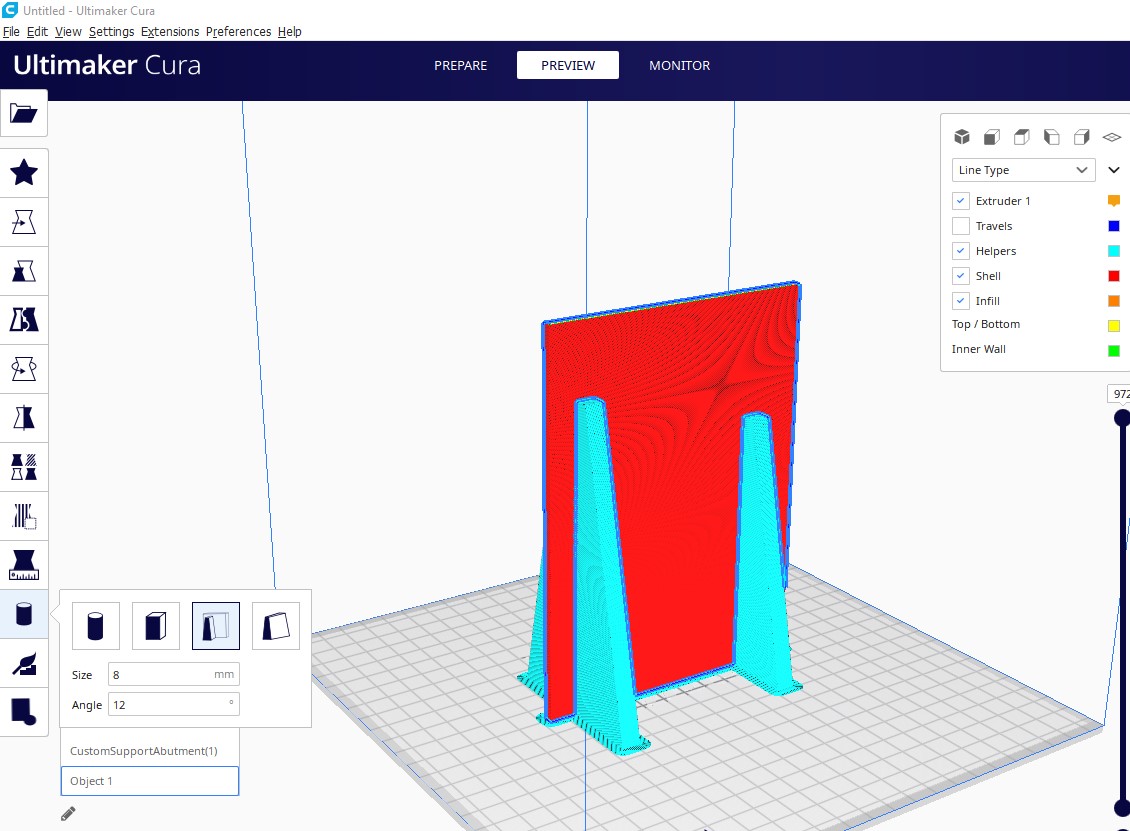 Untitled - Ultimaker Cura
File Edit View Settings Extensions Preferences Help
Ultimaker Cura
PREPARE
PREVIEW
MONITOR
Line Type
Extruder 1
Travels
Helpers
Shell
Infill
Top / Bottom
Inner Wall
972
Size 8 mm
Angle 12 °
CustomSupportAbutment(1)
Object 1